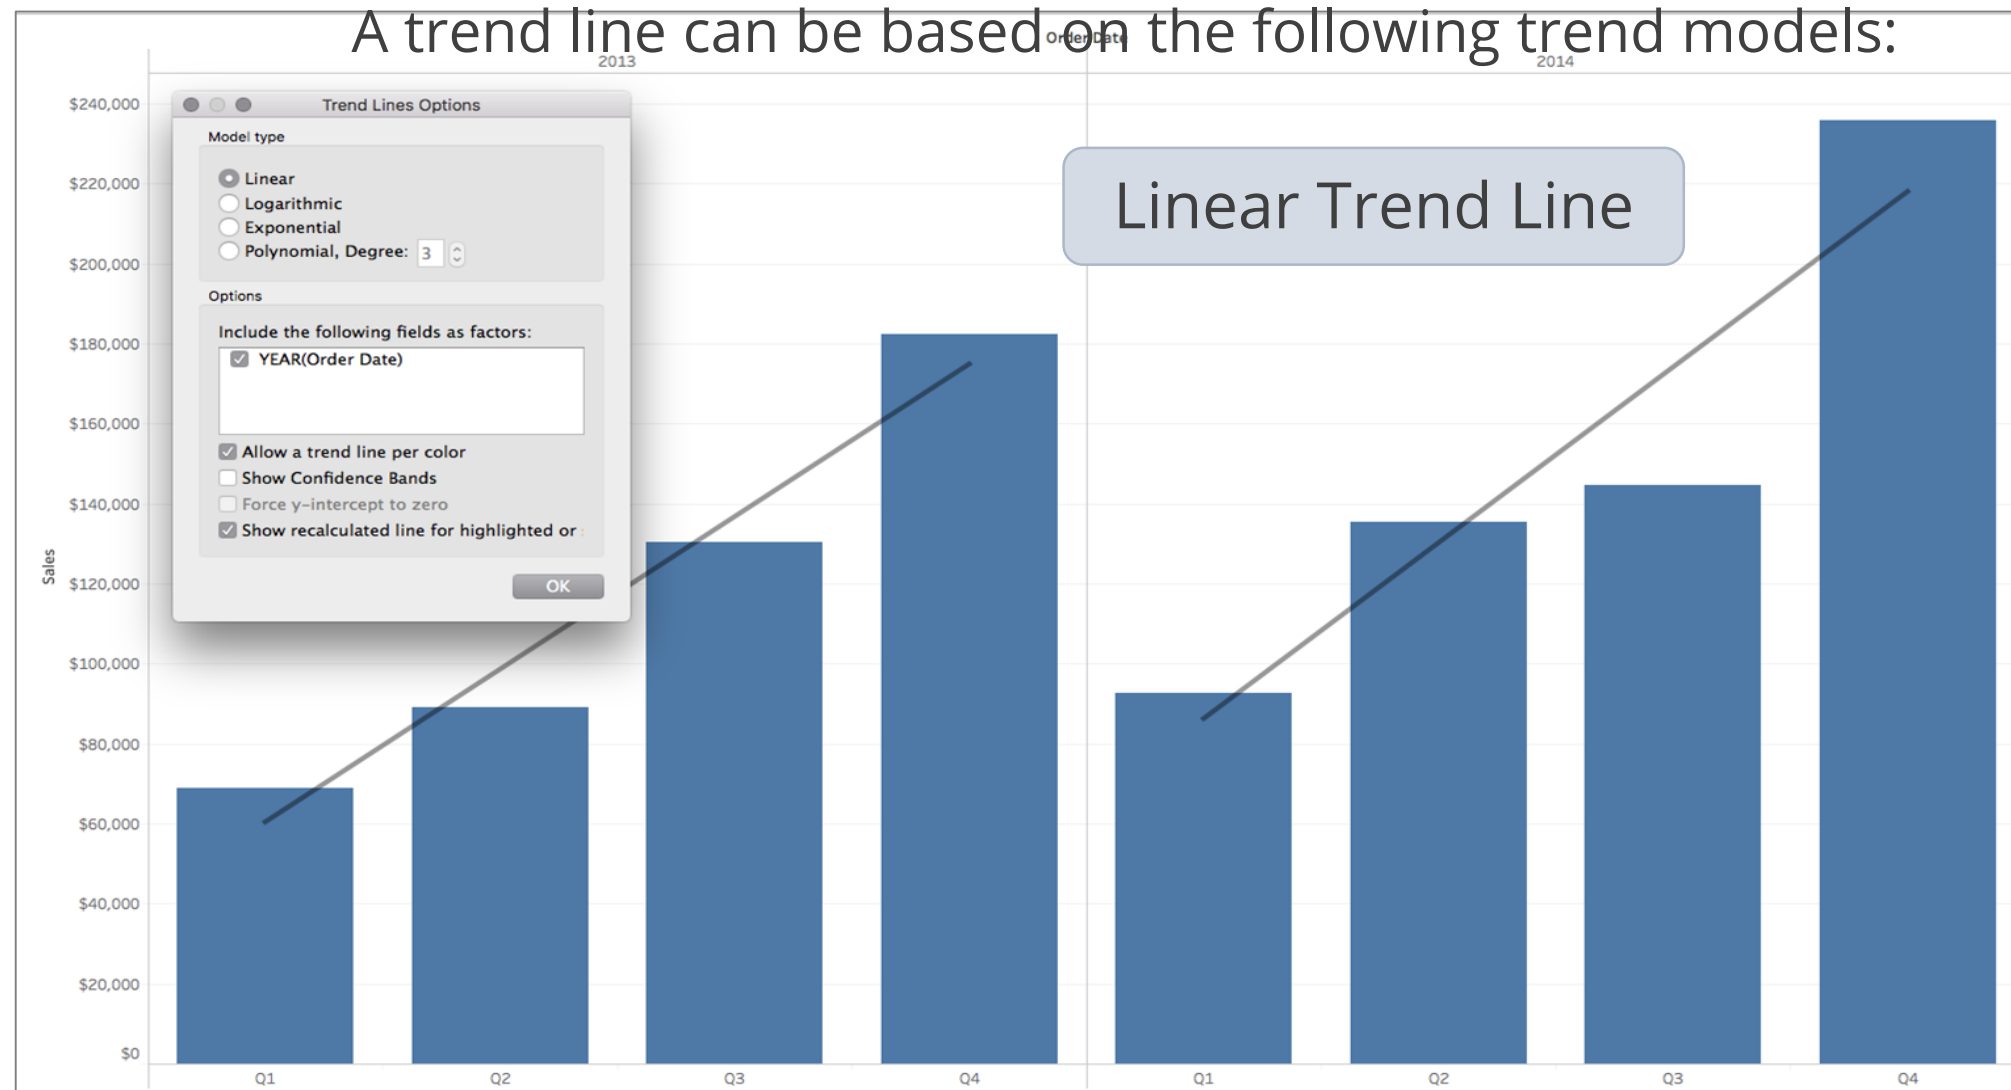 A trend line can be based on the following trend models:
Order Date
2013
2014
$240,000
$220,000
$200,000
$180,000
$160,000
$140,000
$120,000
$100,000
$80,000
$60,000
$40,000
$20,000
$0
Sales
Trend Lines Options
Model type
Linear
Logarithmic
Exponential
Polynomial, Degree: 3
Options
Include the following fields as factors:
YEAR(Order Date)
Allow a trend line per color
Show Confidence Bands
Force y-intercept to zero
Show recalculated line for highlighted or
OK
Linear Trend Line
Q1 Q2 Q3 Q4 Q1 Q2 Q3 Q4